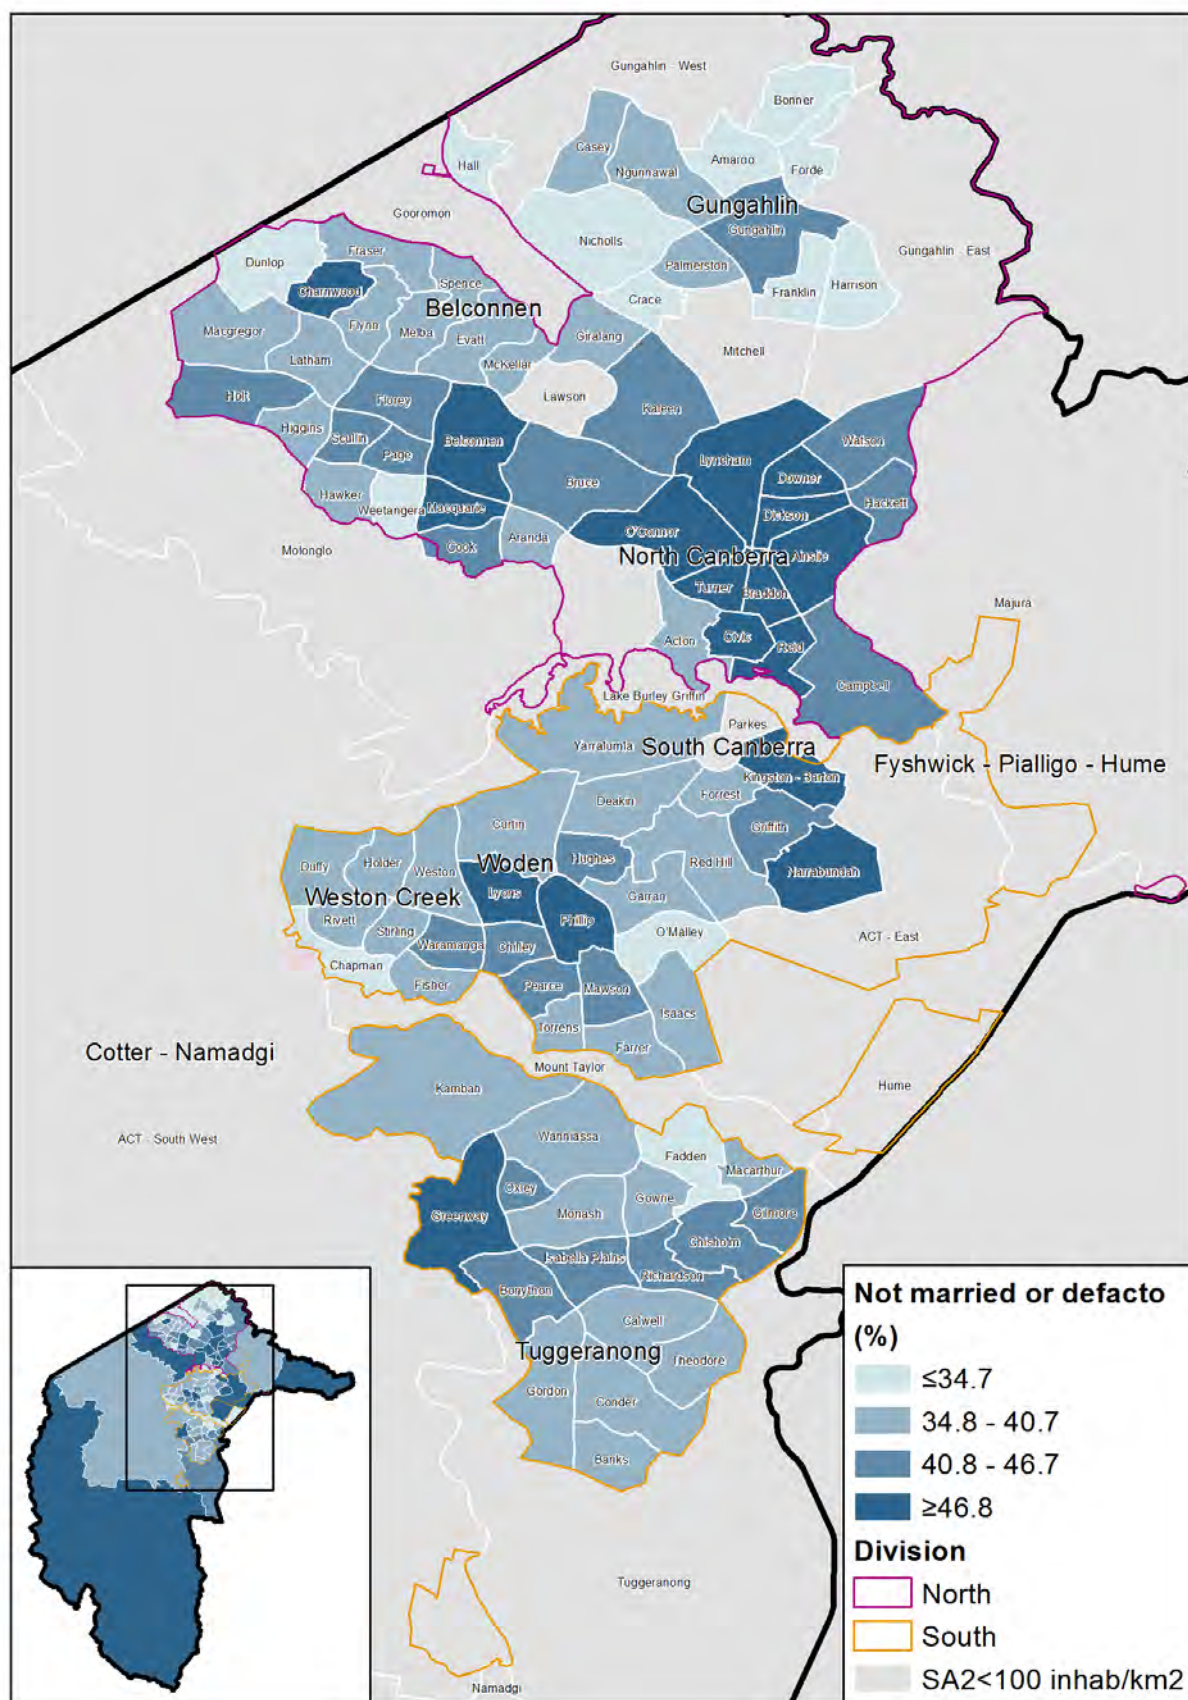 Gungahlin - West
Bonner
Casey
Ngunnawal
Amaroo
Forde
Hall
Gooromon
Gungahlin
Gungahlin
Nicholls
Palmerston
Gungahlin - East
Franklin
Harrison
Crace
Mitchell
Dunlop
Fraser
Charnwood
Spence
Belconnen
Macgregor
Flynn
Melba
Evatt
Giralang
Latham
McKellar
Holt
Florey
Lawson
Kaleen
Higgins
Scullin
Page
Belconnen
Lyneham
Watson
Downer
Bruce
Hawker
Weetangera
Macquarie
Dickson
Hackett
Cook
Aranda
O'Connor
North Canberra
Ainslie
Molonglo
Turner
Braddon
Majura
Acton
Civic
Reid
Campbell
Lake Burley Griffin
Parkes
Yarralumla
South Canberra
Fyshwick - Pialligo - Hume
Kingston - Barton
Deakin
Forrest
Curtin
Griffith
Duffy
Holder
Weston
Woden
Hughes
Red Hill
Narrabundah
Lyons
Weston Creek
Garran
Rivett
Stirling
Phillip
Waramanga
Chifley
O'Malley
ACT - East
Chapman
Fisher
Pearce
Mawson
Isaacs
Torrens
Farrer
Cotter - Namadgi
Mount Taylor
Kambah
Hume
ACT - South West
Wanniassa
Fadden
Macarthur
Oxley
Gowrie
Monash
Gilmore
Greenway
Chisholm
Isabella Plains
Richardson
Bonython
Calwell
Tuggeranong
Theodore
Gordon
Conder
Banks
Tuggeranong
Namadgi
Not married or defacto
(%)
≤34.7
34.8 - 40.7
40.8 - 46.7
≥46.8
Division
North
South
SA2<100 inhab/km2